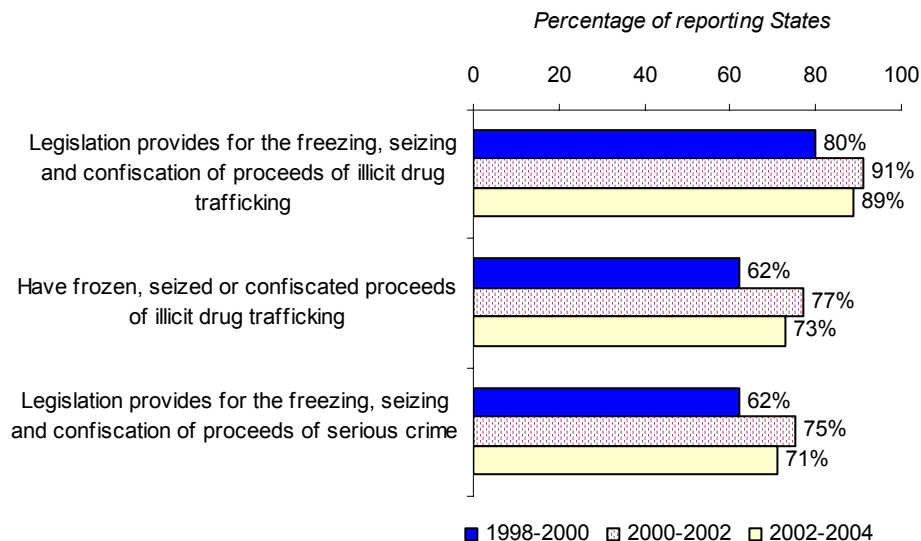 Percentage of reporting States
0 20 40 60 80 100
Legislation provides for the freezing, seizing
and confiscation of proceeds of illicit drug
trafficking
80%
91%
89%
Have frozen, seized or confiscated proceeds
of illicit drug trafficking
62%
77%
73%
Legislation provides for the freezing, seizing
and confiscation of proceeds of serious crime
62%
75%
71%
1998-2000 2000-2002 2002-2004